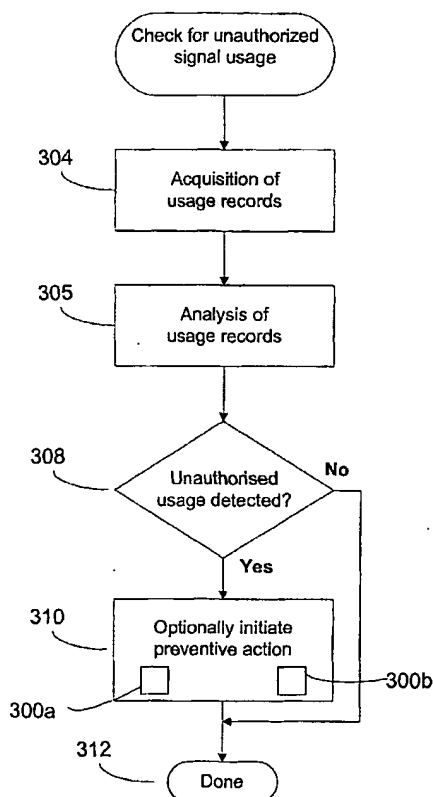 Check for unauthorized
signal usage
304
Acquisition of
usage records
305
Analysis of
usage records
308
Unauthorised
usage detected?
No
Yes
310
Optionally initiate
preventive action
300a
300b
312
Done